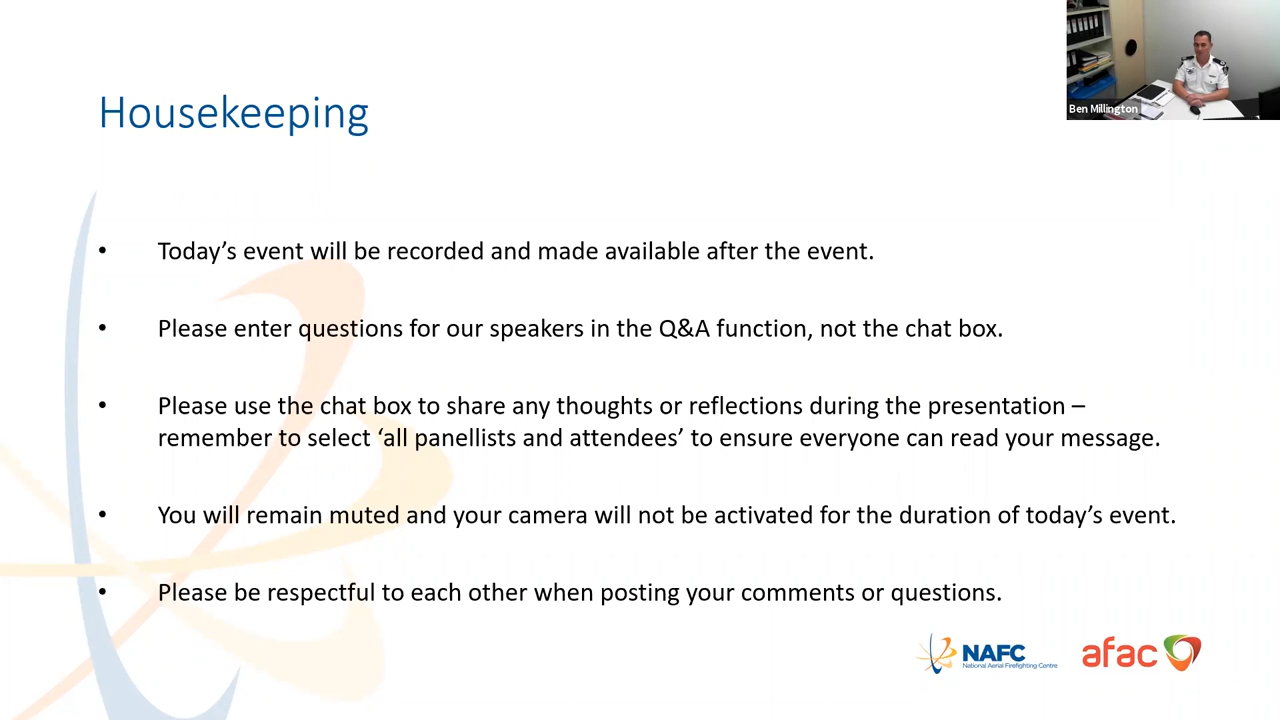 Ben Millington
Housekeeping
• Today’s event will be recorded and made available after the event.
• Please enter questions for our speakers in the Q&A function, not the chat box.
• Please use the chat box to share any thoughts or reflections during the presentation –
remember to select ‘all panellists and attendees’ to ensure everyone can read your message.
• You will remain muted and your camera will not be activated for the duration of today’s event.
• Please be respectful to each other when posting your comments or questions.
NAFC
National Aerial Firefighting Centre
afac